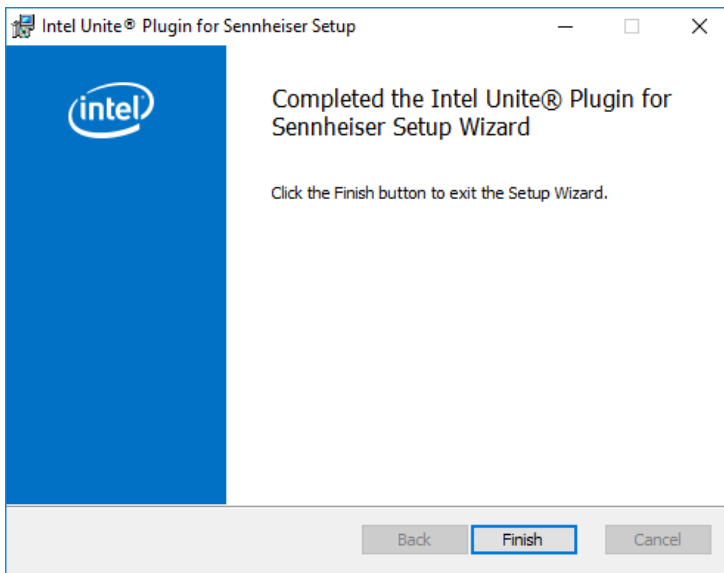 Intel Unite® Plugin for Sennheiser Setup
intel
Completed the Intel Unite® Plugin for
Sennheiser Setup Wizard
Click the Finish button to exit the Setup Wizard.
Back
Finish
Cancel